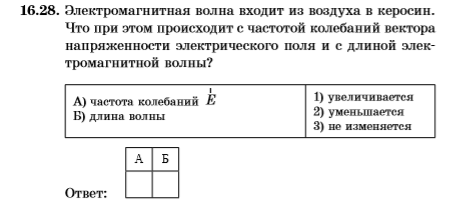 16.28. Электромагнитная волна входит из воздуха в керосин.
Что при этом происходит с частотой колебаний вектора
напряженности электрического поля и с длиной элек-
тромагнитной волны?
А) частота колебаний E
Б) длина волны
1) увеличивается
2) уменьшается
3) не изменяется
А Б
Ответ: